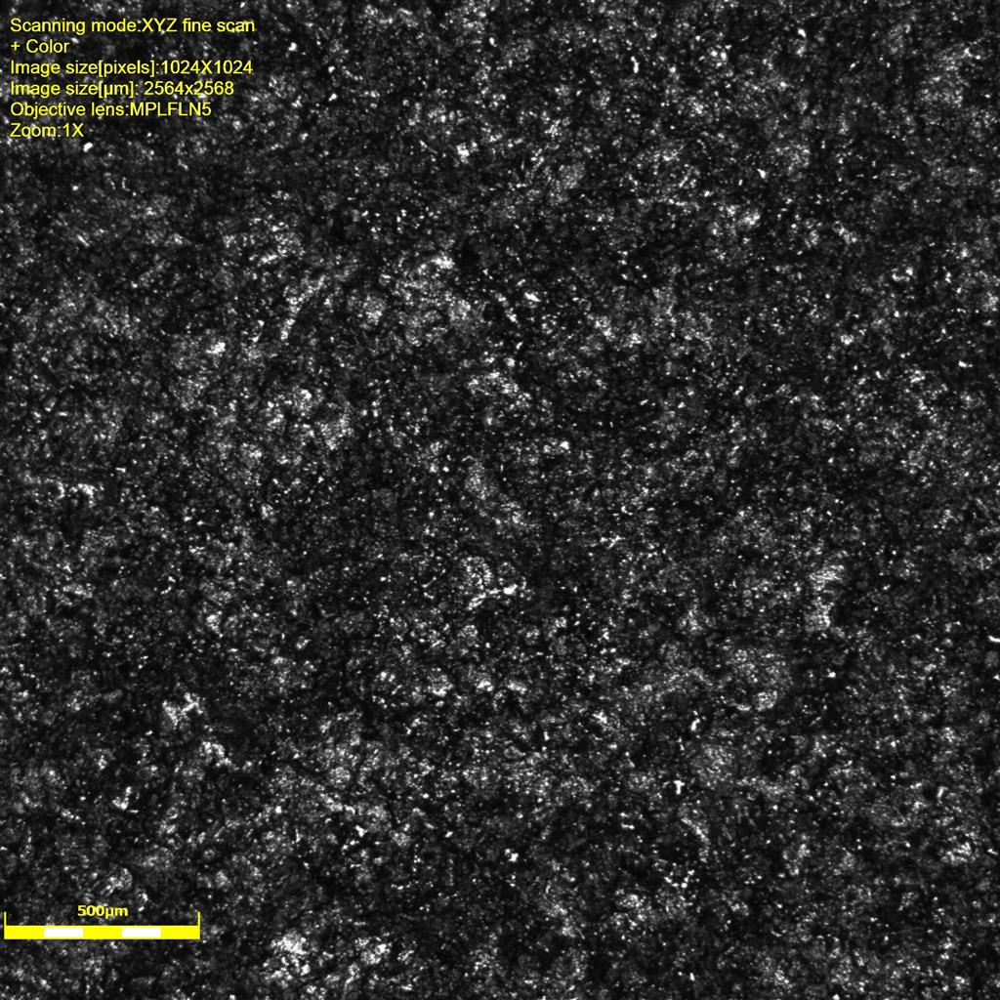 Scanning mode:XYZ fine scan
+ Color
Image size[pixels]:1024X1024
Image size[µm]: 2564x2568
Objective lens:MPLFLN5
Zoom:1X
500µm